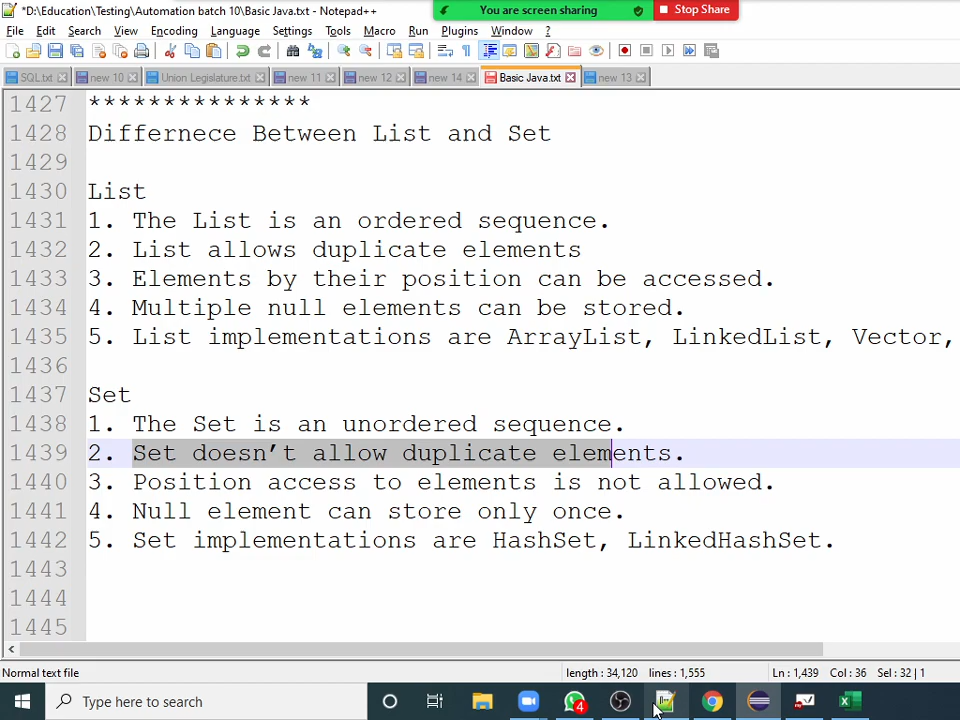 *D:\Education\Testing\Automation batch 10\Basic Java.txt - Notepad++
You are screen sharing
Stop Share
File Edit Search View Encoding Language Settings Tools Macro Run Plugins Window ?
SQL.txt new 10 Union Legislature.txt new 11 new 12 new 14 Basic Java.txt new 13
1427 ***************
1428 Differnece Between List and Set
1429
1430 List
1431 1. The List is an ordered sequence.
1432 2. List allows duplicate elements
1433 3. Elements by their position can be accessed.
1434 4. Multiple null elements can be stored.
1435 5. List implementations are ArrayList, LinkedList, Vector,
1436
1437 Set
1438 1. The Set is an unordered sequence.
1439 2. Set doesn’t allow duplicate elements.
1440 3. Position access to elements is not allowed.
1441 4. Null element can store only once.
1442 5. Set implementations are HashSet, LinkedHashSet.
1443
1444
1445
Normal text file length : 34,120 lines : 1,555 Ln : 1,439 Col : 36 Sel : 32 | 1
Type here to search
4